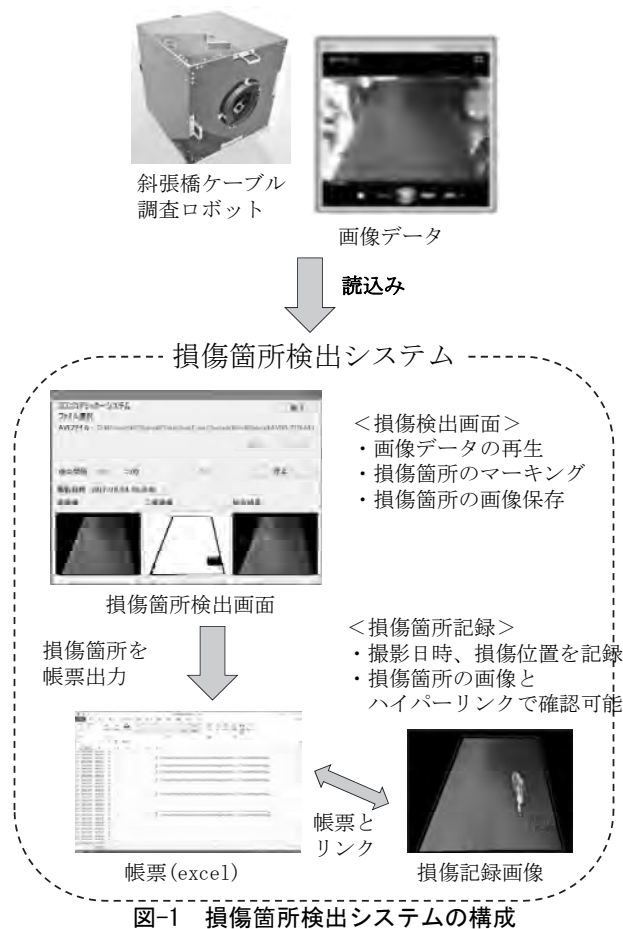 斜張橋ケーブル
調査ロボット
画像データ
読込み
損傷箇所検出システム
ファイル選択
＜損傷検出画面＞
・画像データの再生
・損傷箇所のマーキング
・損傷箇所の画像保存
損傷箇所検出画面
損傷箇所を
帳票出力
＜損傷箇所記録＞
・撮影日時、損傷位置を記録
・損傷箇所の画像と
ハイパーリンクで確認可能
帳票と
リンク
帳票(excel)
損傷記録画像
図-1　損傷箇所検出システムの構成